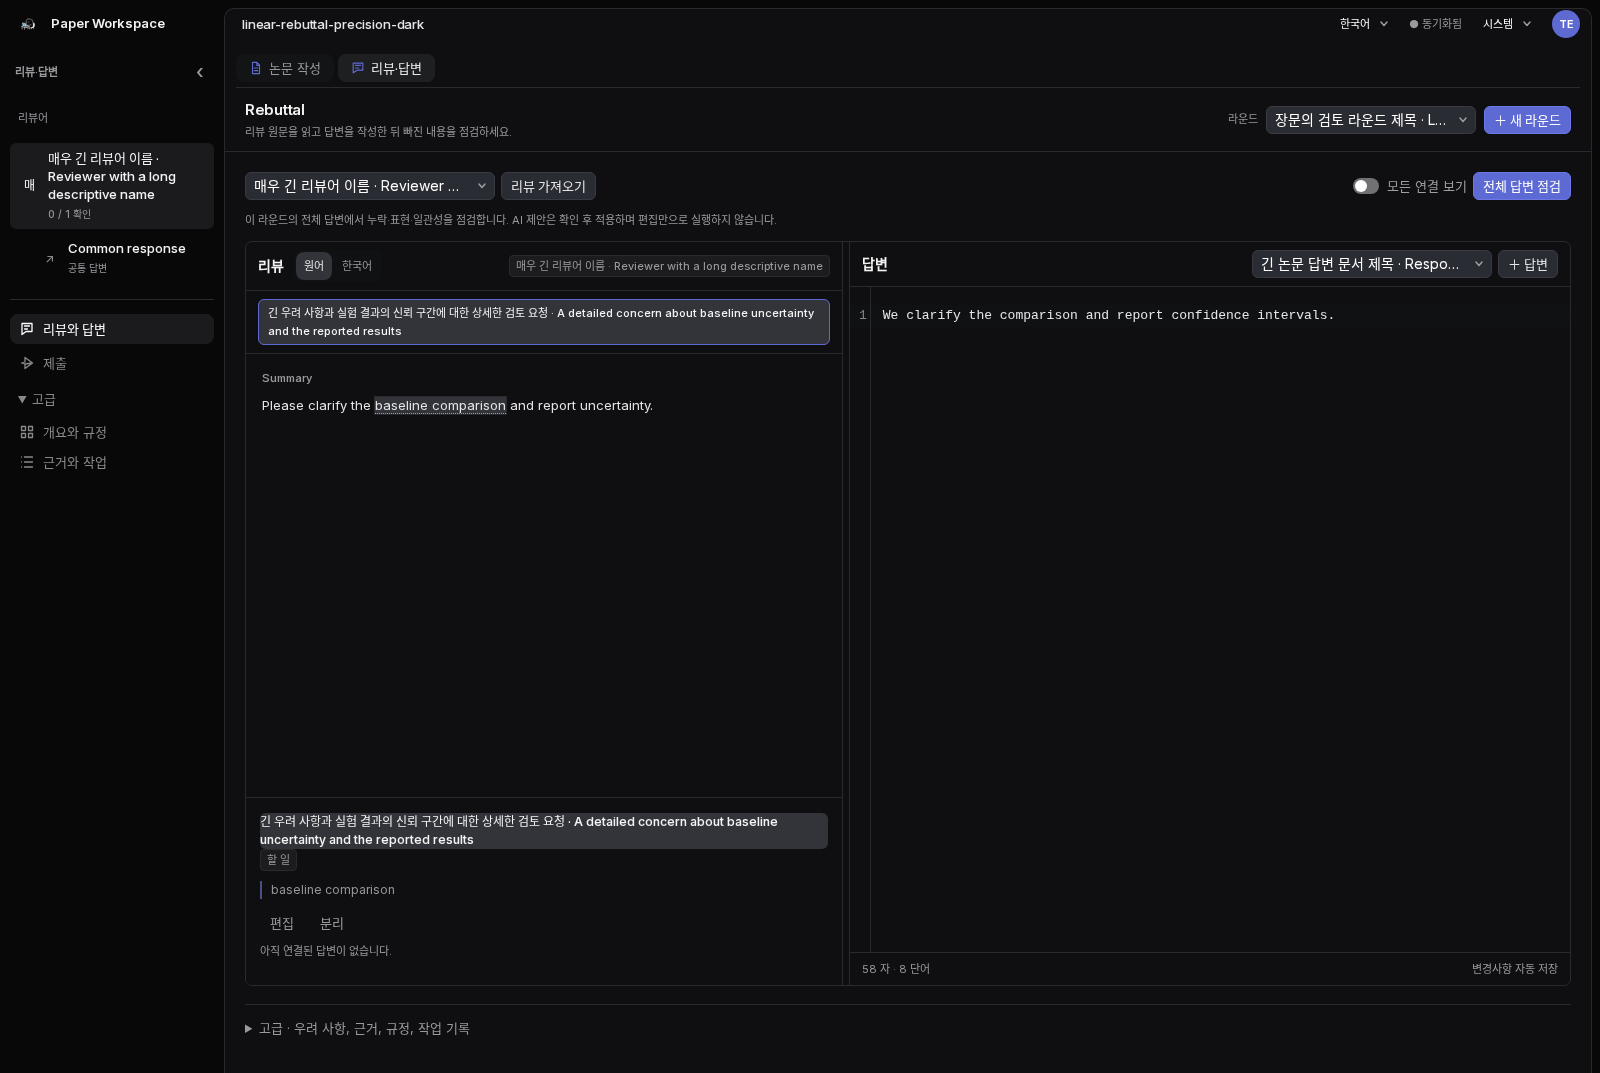 Paper Workspace
linear-rebuttal-precision-dark
한국어
동기화됨
시스템
TE
리뷰·답변
논문 작성
리뷰·답변
리뷰어
매우 긴 리뷰어 이름 ·
Reviewer with a long
descriptive name
매
0 / 1 확인
Common response
공통 답변
리뷰와 답변
제출
고급
개요와 규정
근거와 작업
Rebuttal
리뷰 원문을 읽고 답변을 작성한 뒤 빠진 내용을 점검하세요.
라운드
장문의 검토 라운드 제목 · L...
새 라운드
매우 긴 리뷰어 이름 · Reviewer ...
리뷰 가져오기
모든 연결 보기
전체 답변 점검
이 라운드의 전체 답변에서 누락·표현·일관성을 점검합니다. AI 제안은 확인 후 적용하며 편집만으로 실행하지 않습니다.
리뷰
원어
한국어
매우 긴 리뷰어 이름 · Reviewer with a long descriptive name
긴 우려 사항과 실험 결과의 신뢰 구간에 대한 상세한 검토 요청 · A detailed concern about baseline uncertainty
and the reported results
Summary
Please clarify the baseline comparison and report uncertainty.
긴 우려 사항과 실험 결과의 신뢰 구간에 대한 상세한 검토 요청 · A detailed concern about baseline
uncertainty and the reported results
할 일
baseline comparison
편집
분리
아직 연결된 답변이 없습니다.
답변
긴 논문 답변 문서 제목 · Respo...
답변
1
We clarify the comparison and report confidence intervals.
58 자 · 8 단어
변경사항 자동 저장
고급 · 우려 사항, 근거, 규정, 작업 기록